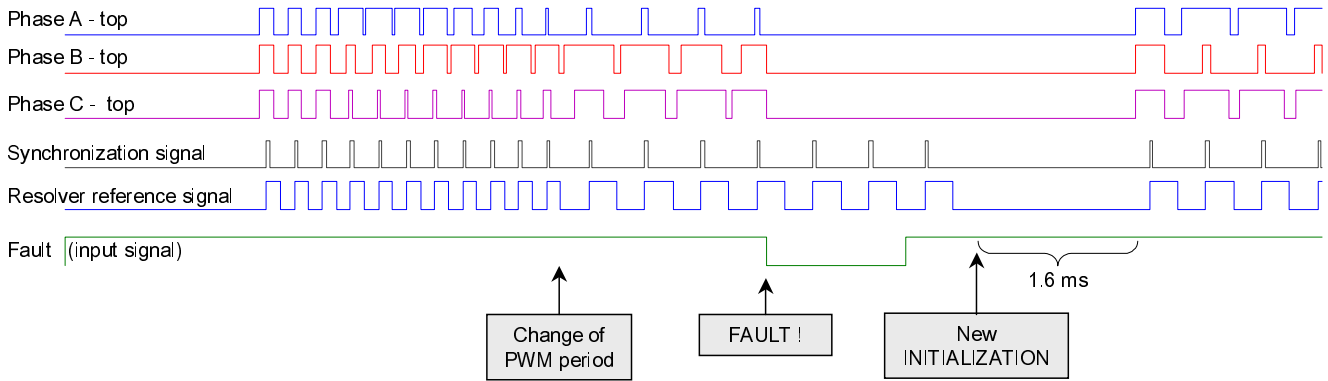 Phase A - top
Phase B - top
Phase C - top
Synchronization signal
Resolver reference signal
Fault (input signal)
1.6 ms
Change of
PWM period
FAULT !
New
INITIALIZATION